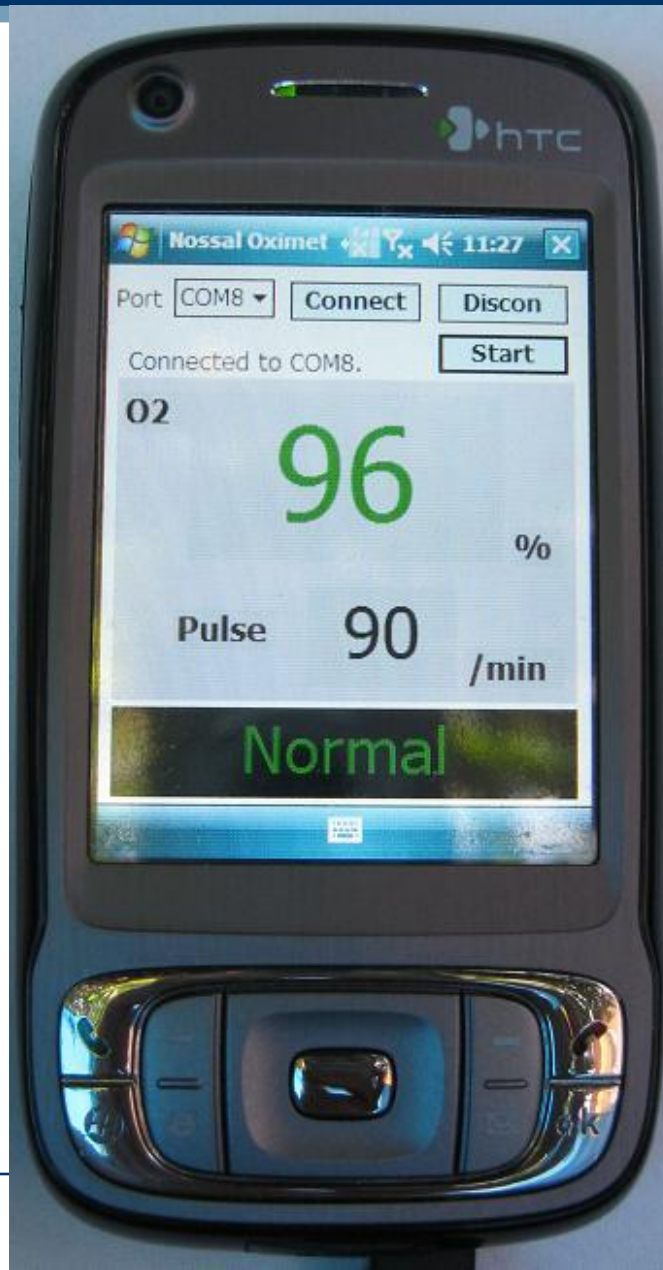 hTC
Nossal Oximet 11:27
Port COM8 Connect Discon
Connected to COM8. Start
O2
96
%
Pulse 90
/min
Normal
ok